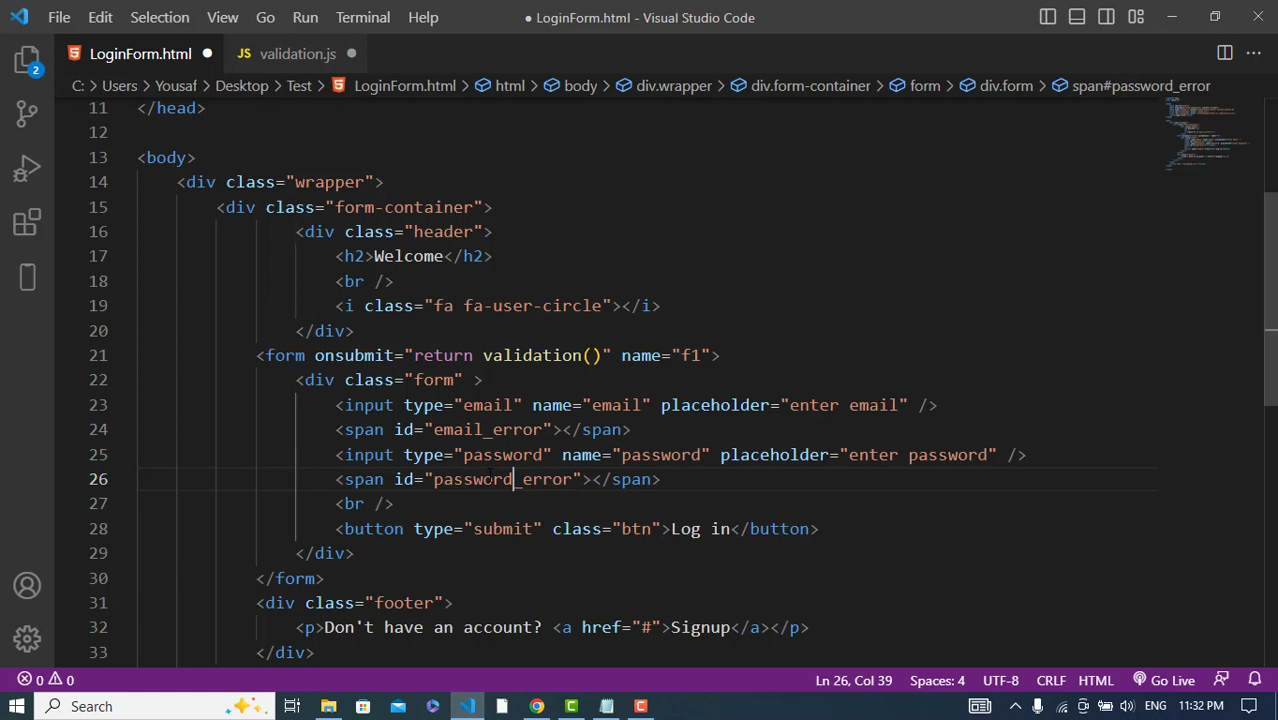 File Edit Selection View Go Run Terminal Help ● LoginForm.html - Visual Studio Code
LoginForm.html JS validation.js
C: > Users > Yousaf > Desktop > Test > LoginForm.html > html > body > div.wrapper > div.form-container > form > div.form > span#password_error
11 </head>
12
13 <body>
14 <div class="wrapper">
15 <div class="form-container">
16 <div class="header">
17 <h2>Welcome</h2>
18 <br />
19 <i class="fa fa-user-circle"></i>
20 </div>
21 <form onsubmit="return validation()" name="f1">
22 <div class="form" >
23 <input type="email" name="email" placeholder="enter email" />
24 <span id="email_error"></span>
25 <input type="password" name="password" placeholder="enter password" />
26 <span id="password_error"></span>
27 <br />
28 <button type="submit" class="btn">Log in</button>
29 </div>
30 </form>
31 <div class="footer">
32 <p>Don't have an account? <a href="#">Signup</a></p>
33 </div>
2
0 0 Ln 26, Col 39 Spaces: 4 UTF-8 CRLF HTML Go Live
Search ENG 11:32 PM